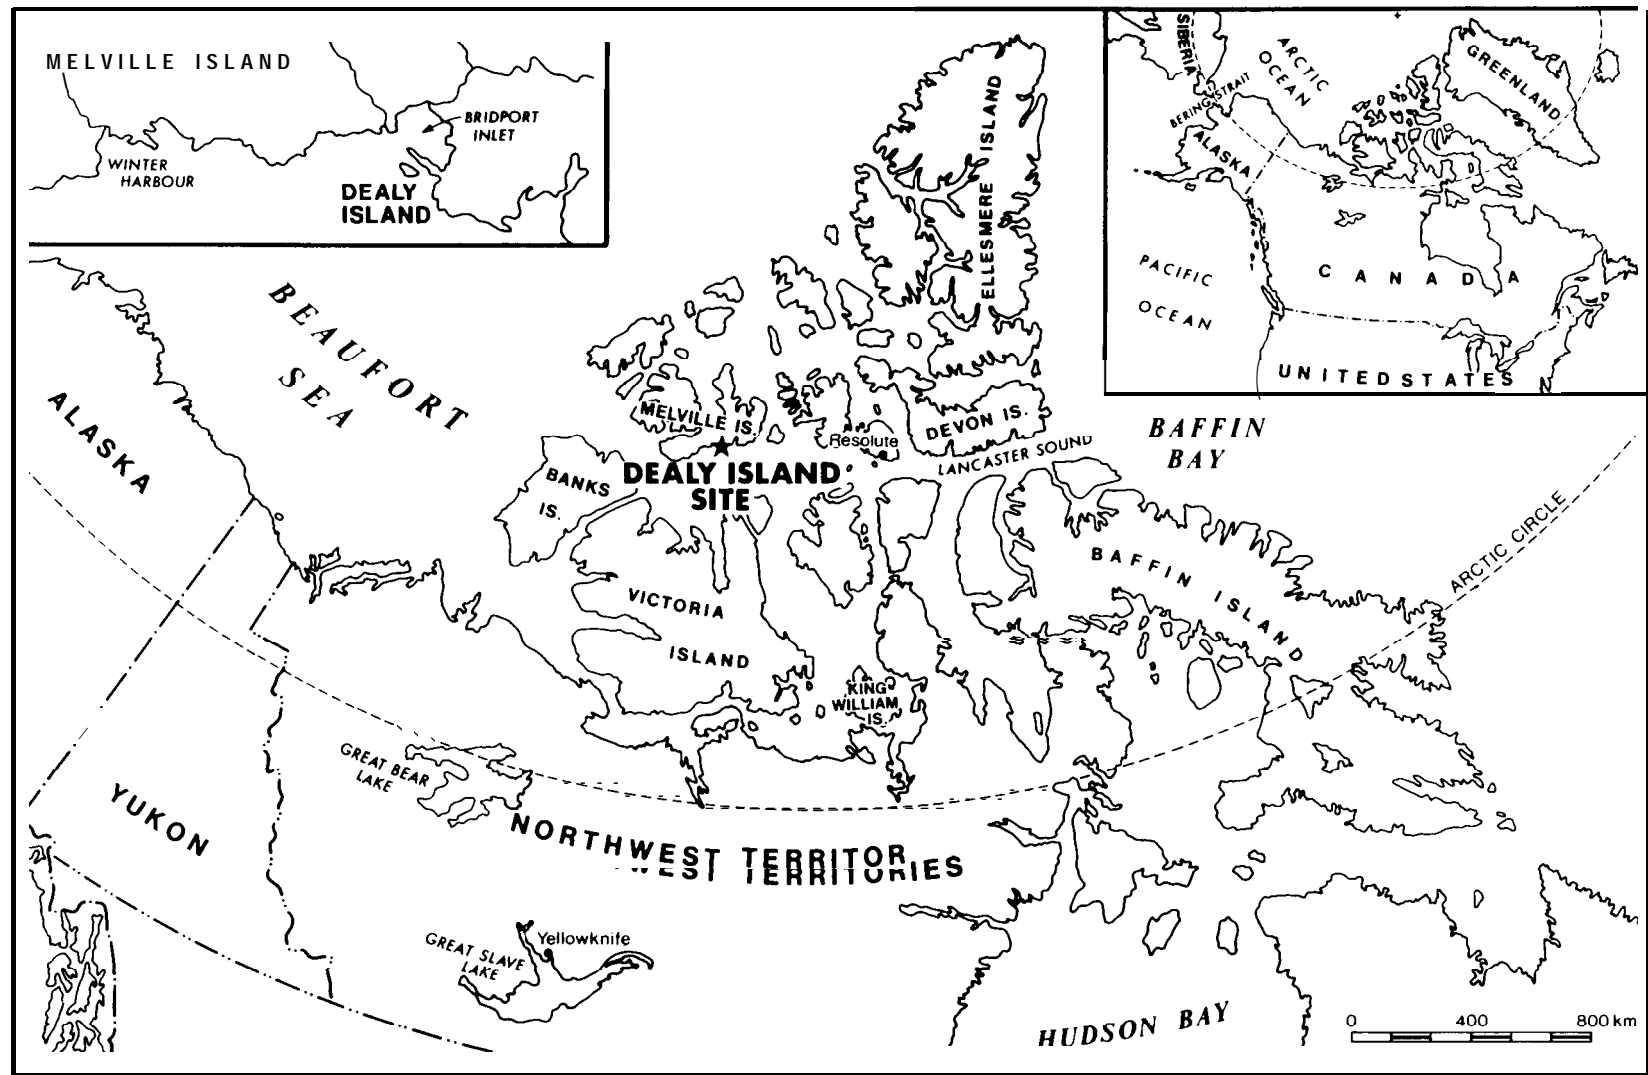 MELVILLE ISLAND
BRIDPORT
INLET
WINTER
HARBOUR
DEALY
ISLAND
SIBERIA
ARCTIC
OCEAN
GREENLAND
BERING STRAIT
ALASKA
PACIFIC
OCEAN
CANADA
UNITED STATES
BEAUFORT
SEA
ALASKA
YUKON
ELLESMERE ISLAND
MELVILLE IS.
Resolute
DEVON IS.
LANCASTER SOUND
BAFFIN
BAY
BANKS
IS.
DEALY ISLAND
SITE
VICTORIA
ISLAND
KING
WILLIAM
IS.
BAFFIN ISLAND
ARCTIC CIRCLE
GREAT BEAR
LAKE
NORTHWEST TERRITORIES
GREAT SLAVE
LAKE
Yellowknife
HUDSON BAY
0 400 800 km